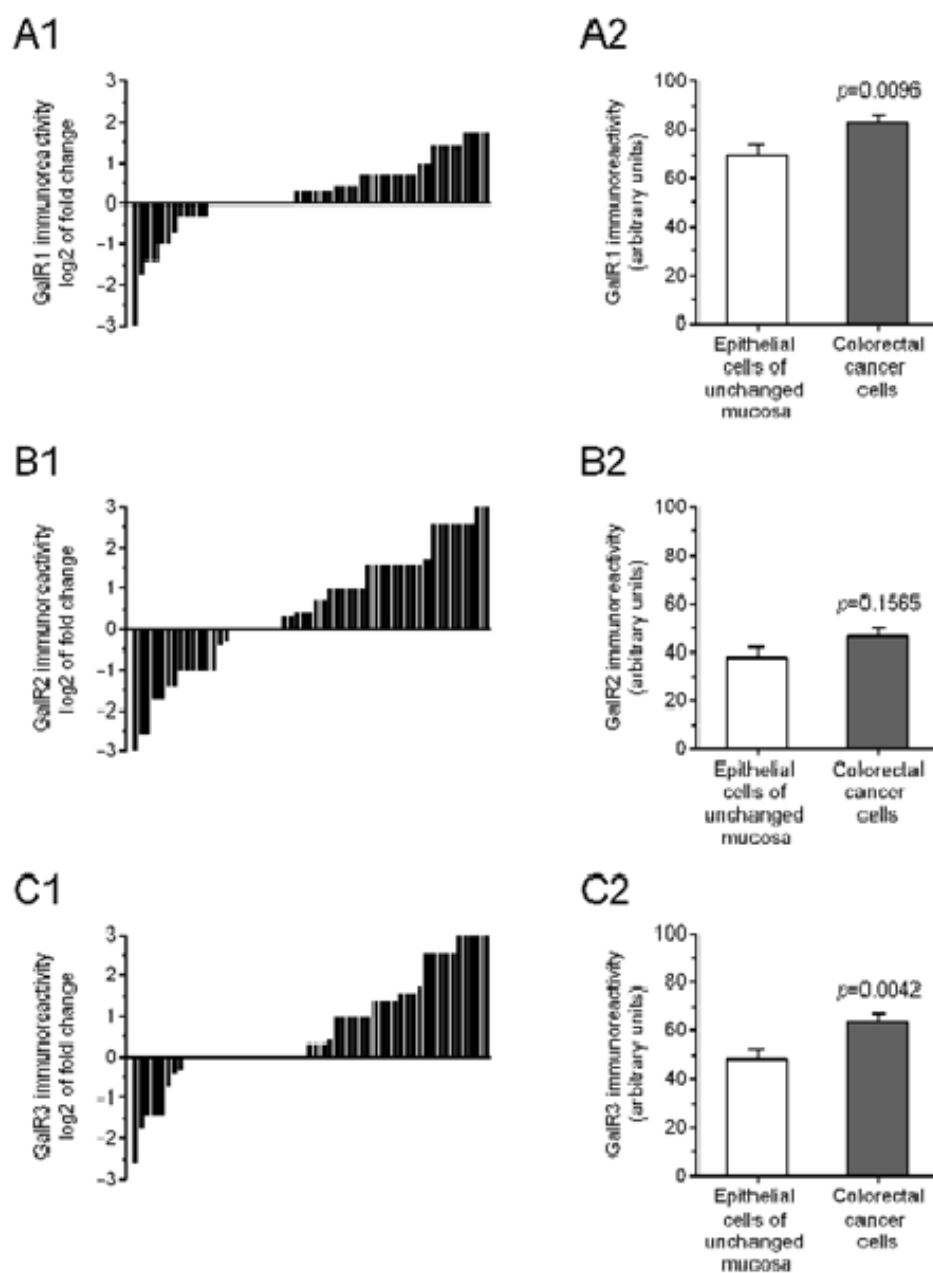 A1
GalR1 immunoreactivity
log2 of fold change
3
2
1
0
-1
-2
-3
A2
GalR1 immunoreactivity
(arbitrary units)
100
80
60
40
20
0
p=0.0096
Epithelial
cells of
unchanged
mucosa
Colorectal
cancer
cells
B1
GalR2 immunoreactivity
log2 of fold change
3
2
1
0
-1
-2
-3
B2
GalR2 immunoreactivity
(arbitrary units)
100
80
60
40
20
0
p=0.1565
Epithelial
cells of
unchanged
mucosa
Colorectal
cancer
cells
C1
GalR3 immunoreactivity
log2 of fold change
3
2
1
0
-1
-2
-3
C2
GalR3 immunoreactivity
(arbitrary units)
100
80
60
40
20
0
p=0.0042
Epithelial
cells of
unchanged
mucosa
Colorectal
cancer
cells